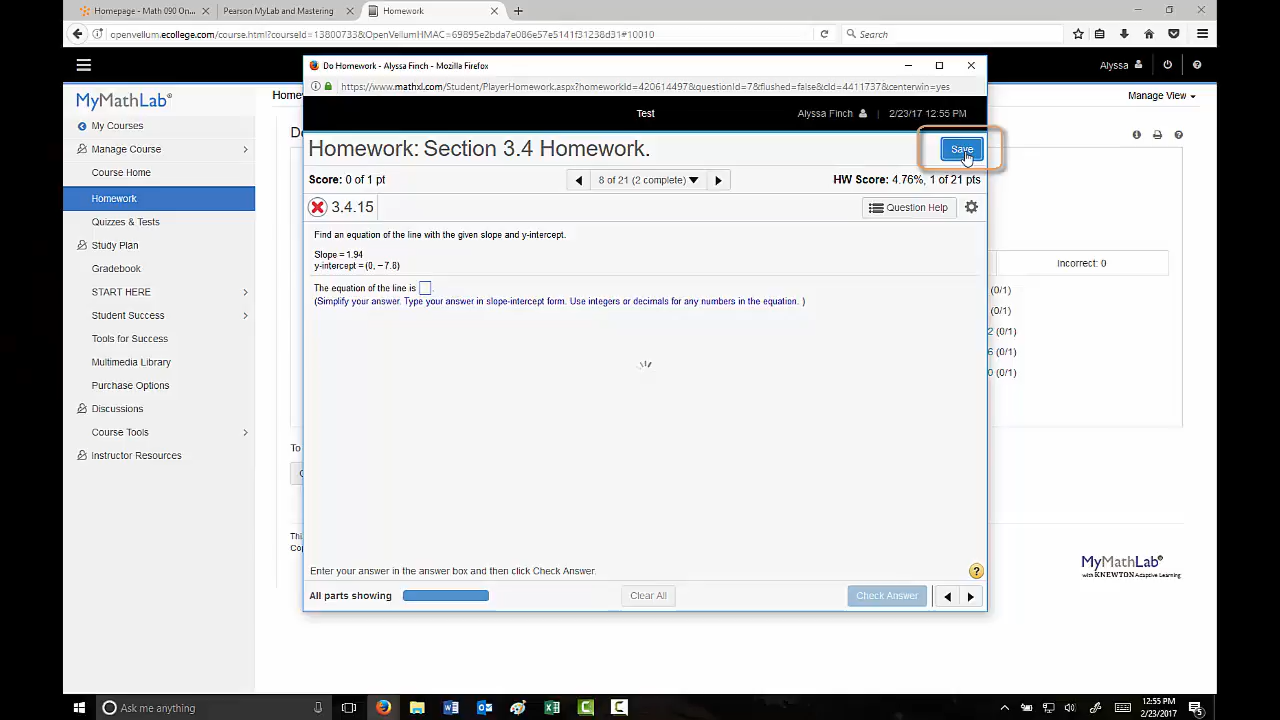 Homepage - Math 090 On...
Pearson MyLab and Mastering
Homework
openvellum.ecollege.com/course.html?courseId=13800733&OpenVellumHMAC=69895e2bda7e086e57e5141f31238d31#10010
Search
Alyssa
MyMathLab®
My Courses
Manage Course
Course Home
Homework
Quizzes & Tests
Study Plan
Gradebook
START HERE
Student Success
Tools for Success
Multimedia Library
Purchase Options
Discussions
Course Tools
Instructor Resources
Manage View
Incorrect: 0
(0/1)
(0/1)
2 (0/1)
6 (0/1)
0 (0/1)
To
Do Homework - Alyssa Finch - Mozilla Firefox
https://www.mathxl.com/Student/PlayerHomework.aspx?homeworkId=420614497&questionId=7&flushed=false&cId=4411737&centerwin=yes
Test
Alyssa Finch | 2/23/17 12:55 PM
Homework: Section 3.4 Homework.
Save
Score: 0 of 1 pt
8 of 21 (2 complete)
HW Score: 4.76%, 1 of 21 pts
3.4.15
Question Help
Find an equation of the line with the given slope and y-intercept.
Slope = 1.94
y-intercept = (0, −7.8)
The equation of the line is .
(Simplify your answer. Type your answer in slope-intercept form. Use integers or decimals for any numbers in the equation. )
Enter your answer in the answer box and then click Check Answer.
?
All parts showing
Clear All
Check Answer
MyMathLab®
with KNEWTON Adaptive Learning
Ask me anything
12:55 PM
2/23/2017